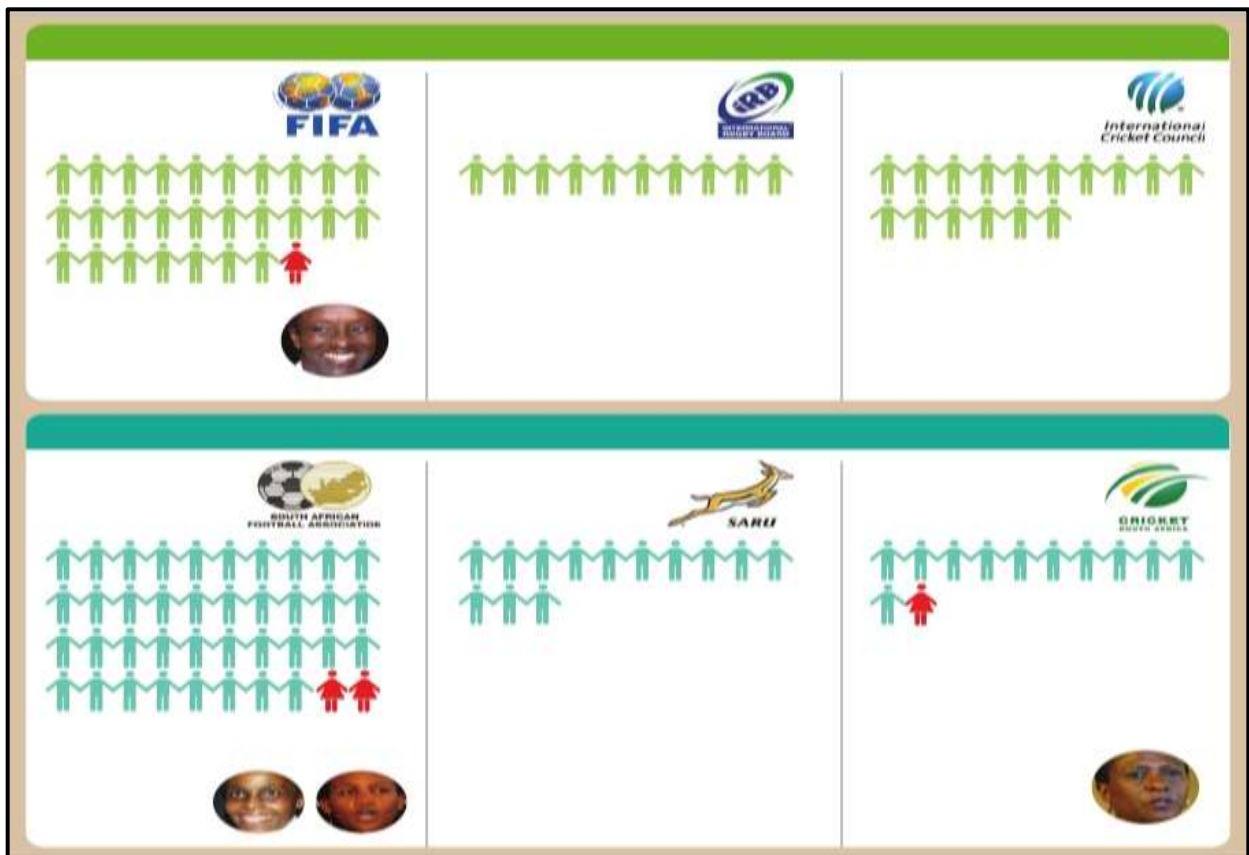 FIFA
iRB
INTERNATIONAL
RUGBY BOARD
International
Cricket Council
SOUTH AFRICAN
FOOTBALL ASSOCIATION
SARU
CRICKET
SOUTH AFRICA